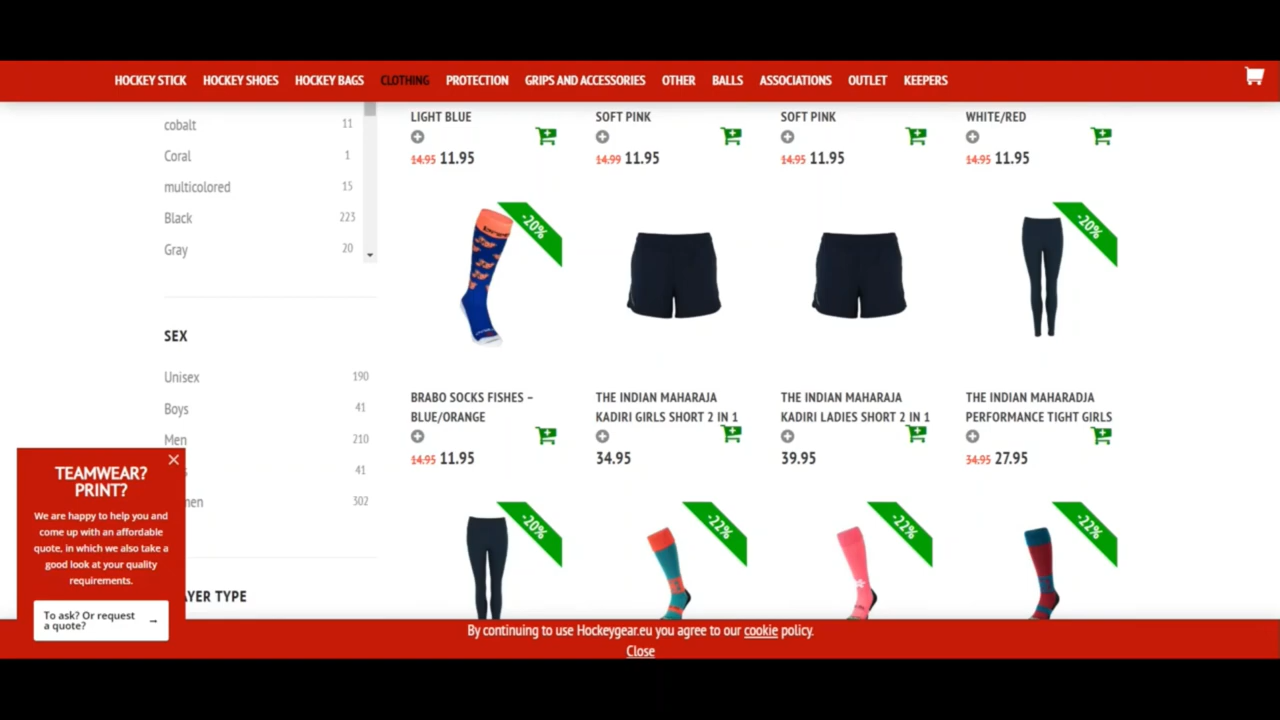 HOCKEY STICK HOCKEY SHOES HOCKEY BAGS CLOTHING PROTECTION GRIPS AND ACCESSORIES OTHER BALLS ASSOCIATIONS OUTLET KEEPERS
cobalt 11
Coral 1
multicolored 15
Black 223
Gray 20
SEX
Unisex 190
Boys 41
Men 210
41
302
TEAMWEAR?
PRINT?
We are happy to help you and
come up with an affordable
quote, in which we also take a
good look at your quality
requirements.
To ask? Or request
a quote? →
LIGHT BLUE SOFT PINK SOFT PINK WHITE/RED
14.95 11.95 14.99 11.95 14.95 11.95 14.95 11.95
-20% -20%
BRABO SOCKS FISHES –
BLUE/ORANGE
14.95 11.95
THE INDIAN MAHARAJA
KADIRI GIRLS SHORT 2 IN 1
34.95
THE INDIAN MAHARAJA
KADIRI LADIES SHORT 2 IN 1
39.95
THE INDIAN MAHARADJA
PERFORMANCE TIGHT GIRLS
34.95 27.95
-20% -22% -22% -22%
By continuing to use Hockeygear.eu you agree to our cookie policy.
Close